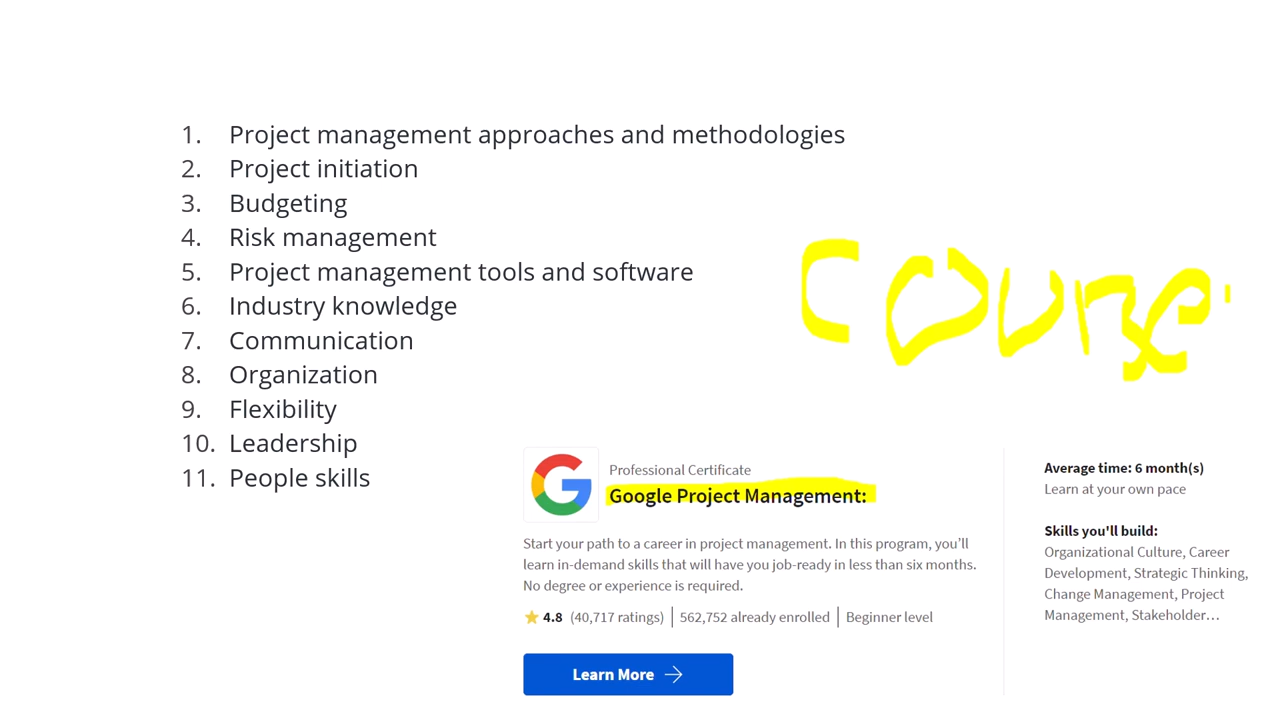 1. Project management approaches and methodologies
2. Project initiation
3. Budgeting
4. Risk management
5. Project management tools and software
6. Industry knowledge
7. Communication
8. Organization
9. Flexibility
10. Leadership
11. People skills
Course
Professional Certificate
Google Project Management:
Start your path to a career in project management. In this program, you’ll
learn in-demand skills that will have you job-ready in less than six months.
No degree or experience is required.
4.8 (40,717 ratings) | 562,752 already enrolled | Beginner level
Learn More →
Average time: 6 month(s)
Learn at your own pace
Skills you'll build:
Organizational Culture, Career
Development, Strategic Thinking,
Change Management, Project
Management, Stakeholder…